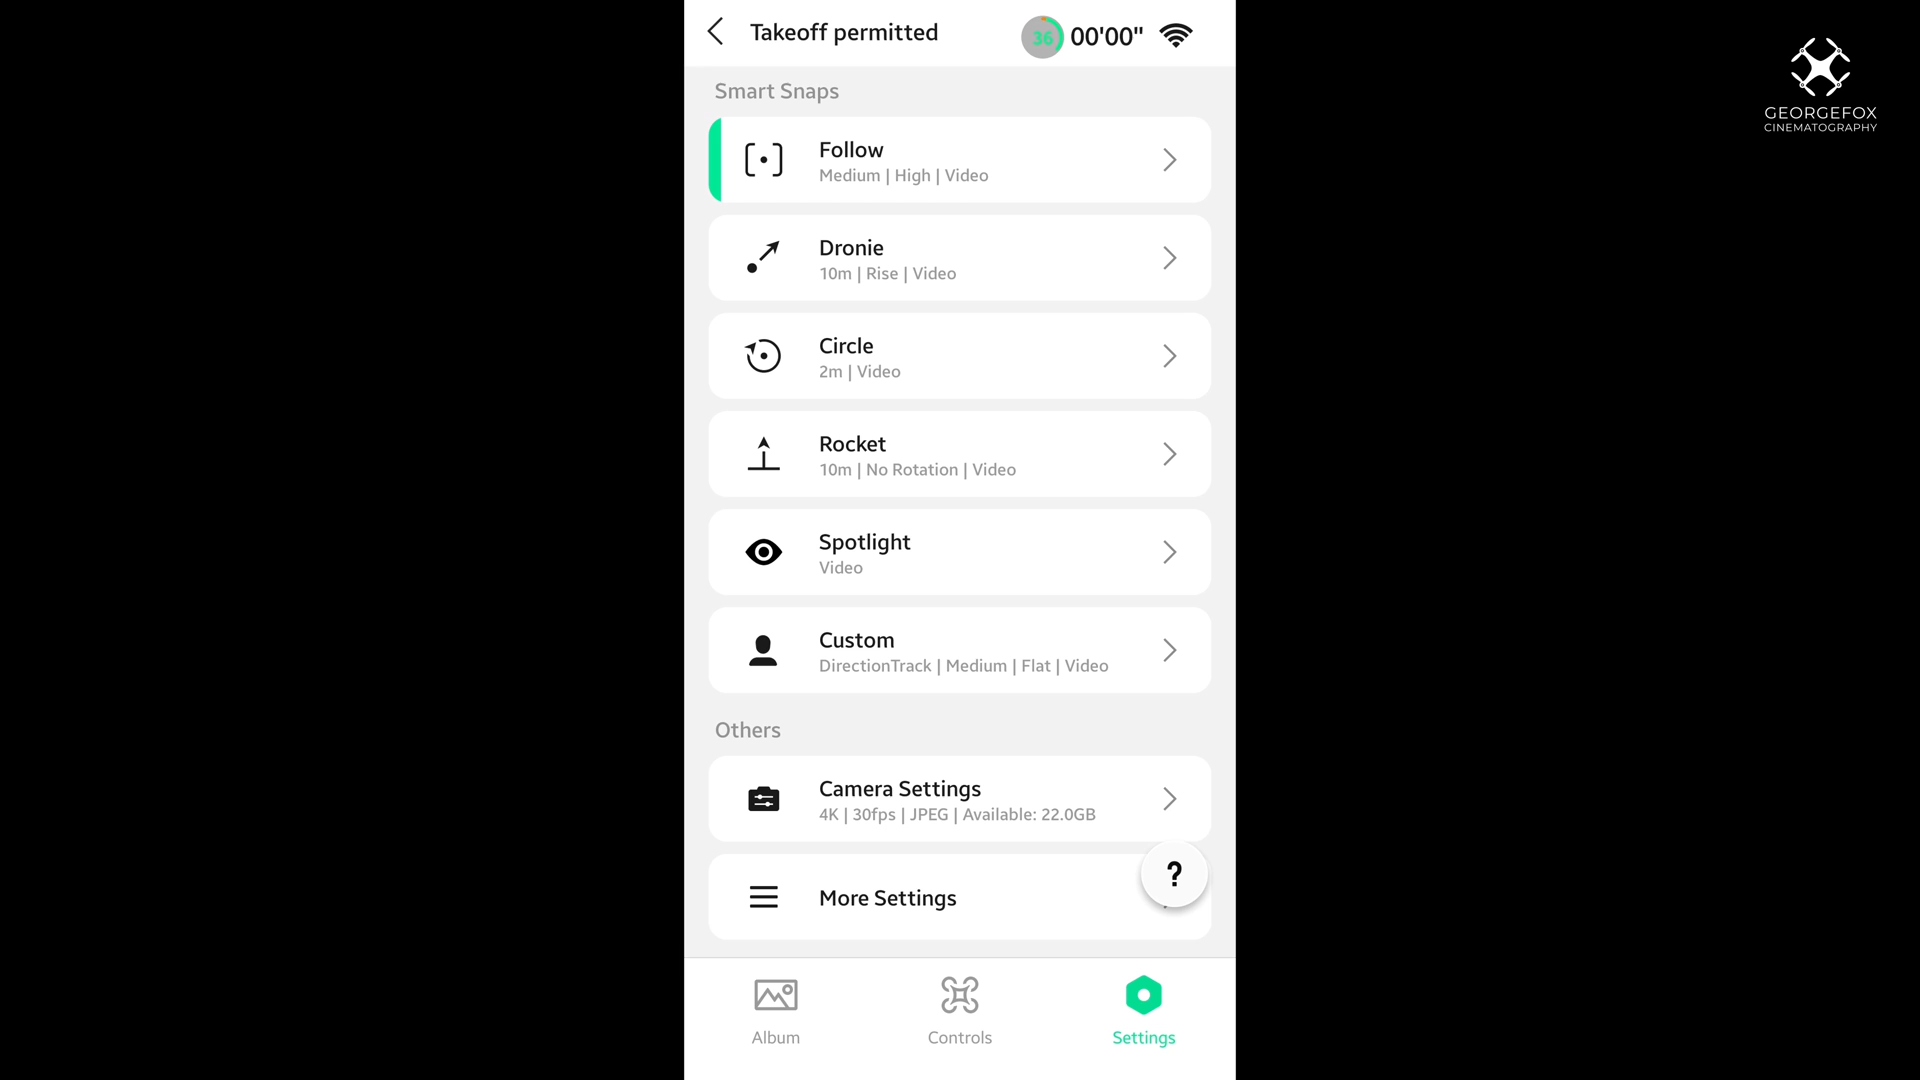 Takeoff permitted
36
00'00"
GEORGEFOX
CINEMATOGRAPHY
Smart Snaps
Follow
Medium | High | Video
Dronie
10m | Rise | Video
Circle
2m | Video
Rocket
10m | No Rotation | Video
Spotlight
Video
Custom
DirectionTrack | Medium | Flat | Video
Others
Camera Settings
4K | 30fps | JPEG | Available: 22.0GB
?
More Settings
Album
Controls
Settings